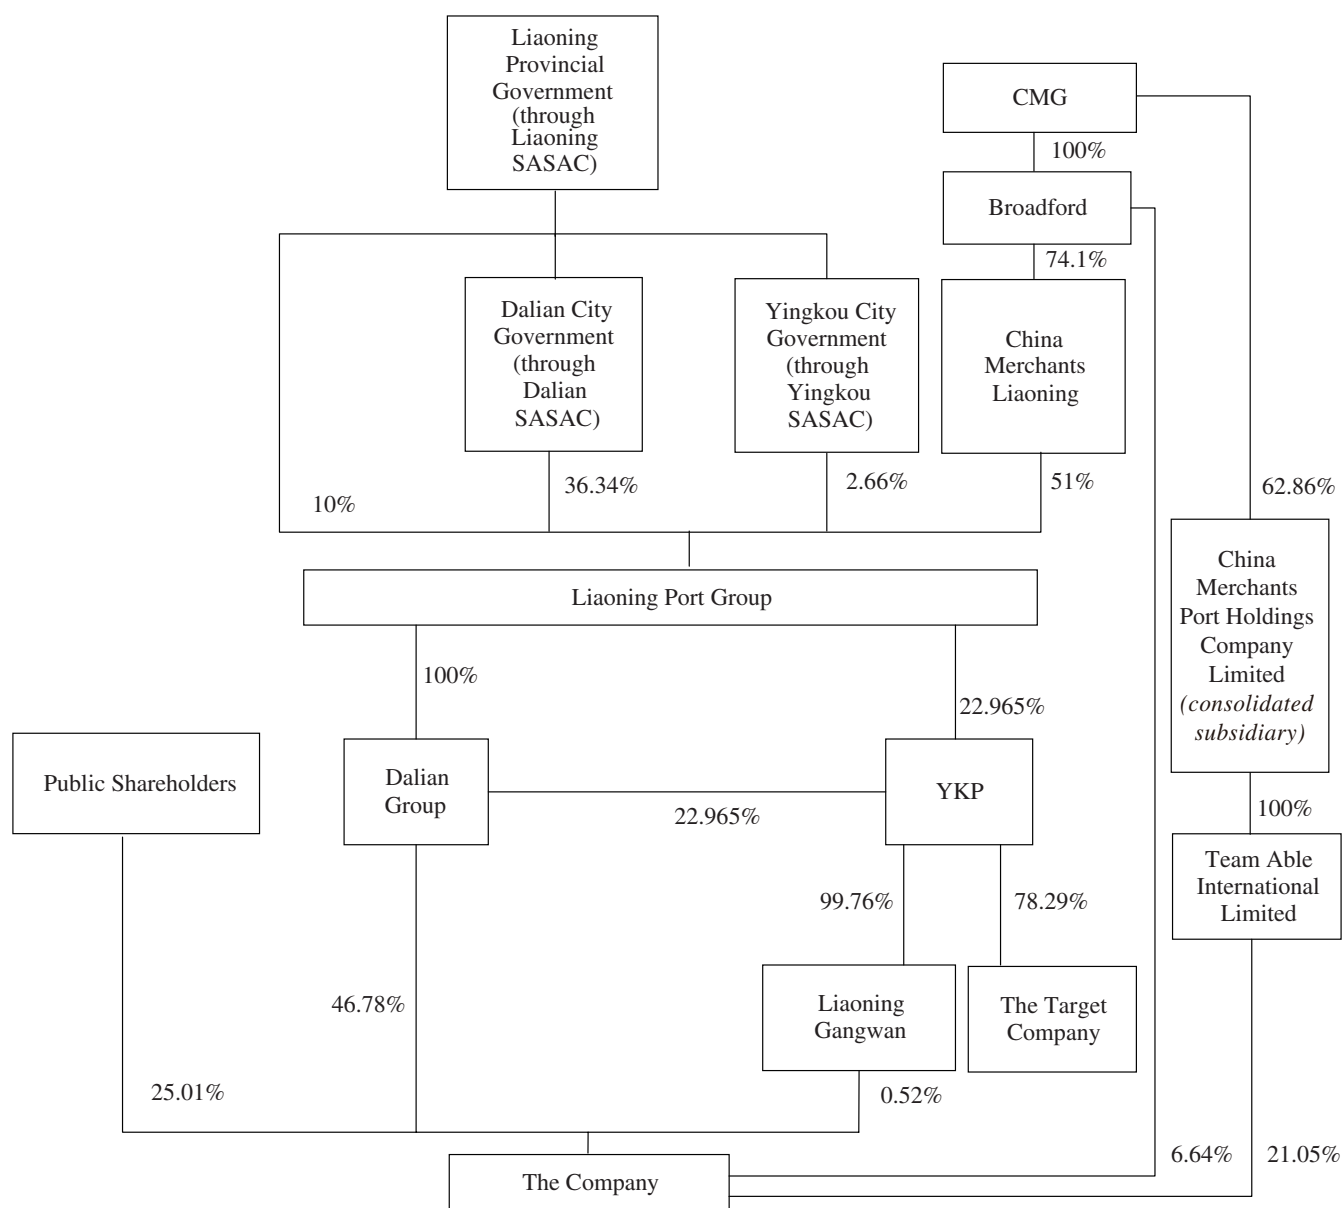 Liaoning
Provincial
Government
(through
Liaoning
SASAC)
CMG
100%
Broadford
74.1%
Dalian City
Government
(through
Dalian
SASAC)
Yingkou City
Government
(through
Yingkou
SASAC)
China
Merchants
Liaoning
10%
36.34%
2.66%
51%
62.86%
Liaoning Port Group
China
Merchants
Port Holdings
Company
Limited
(consolidated
subsidiary)
100%
22.965%
Public Shareholders
Dalian
Group
22.965%
YKP
100%
Team Able
International
Limited
99.76%
78.29%
46.78%
Liaoning
Gangwan
The Target
Company
25.01%
0.52%
6.64%
21.05%
The Company